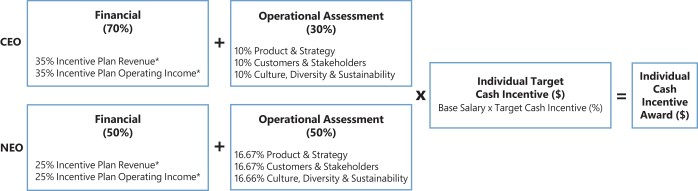 CEO
Financial
(70%)
35% Incentive Plan Revenue*
35% Incentive Plan Operating Income*
+
Operational Assessment
(30%)
10% Product & Strategy
10% Customers & Stakeholders
10% Culture, Diversity & Sustainability
NEO
Financial
(50%)
25% Incentive Plan Revenue*
25% Incentive Plan Operating Income*
+
Operational Assessment
(50%)
16.67% Product & Strategy
16.67% Customers & Stakeholders
16.66% Culture, Diversity & Sustainability
x
Individual Target
Cash Incentive ($)
Base Salary x Target Cash Incentive (%)
=
Individual
Cash
Incentive
Award ($)